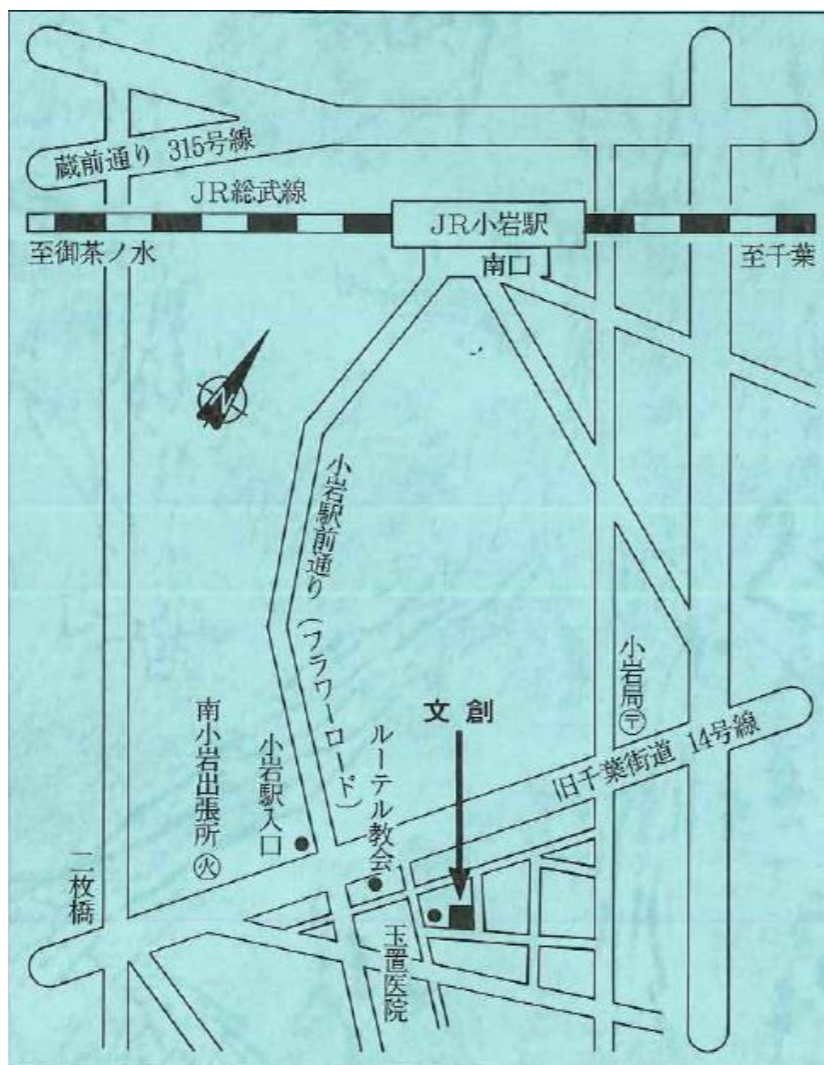 蔵前通り 315号線
JR総武線
JR小岩駅
至御茶ノ水
南口
至千葉
N
小岩駅前通り(フラワーロード)
小岩局〒
文創
旧千葉街道 14号線
ルーテル教会
小岩駅入口
南小岩出張所火
二枚橋
玉置医院